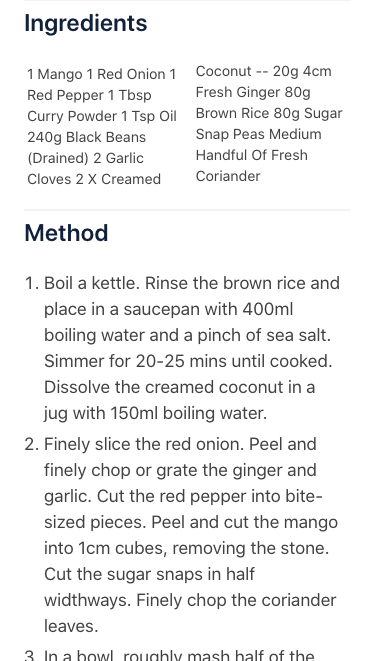 Ingredients
1 Mango 1 Red Onion 1
Red Pepper 1 Tbsp
Curry Powder 1 Tsp Oil
240g Black Beans
(Drained) 2 Garlic
Cloves 2 X Creamed
Coconut -- 20g 4cm
Fresh Ginger 80g
Brown Rice 80g Sugar
Snap Peas Medium
Handful Of Fresh
Coriander
Method
1. Boil a kettle. Rinse the brown rice and
place in a saucepan with 400ml
boiling water and a pinch of sea salt.
Simmer for 20-25 mins until cooked.
Dissolve the creamed coconut in a
jug with 150ml boiling water.
2. Finely slice the red onion. Peel and
finely chop or grate the ginger and
garlic. Cut the red pepper into bite-
sized pieces. Peel and cut the mango
into 1cm cubes, removing the stone.
Cut the sugar snaps in half
widthways. Finely chop the coriander
leaves.
3. In a bowl, roughly mash half of the